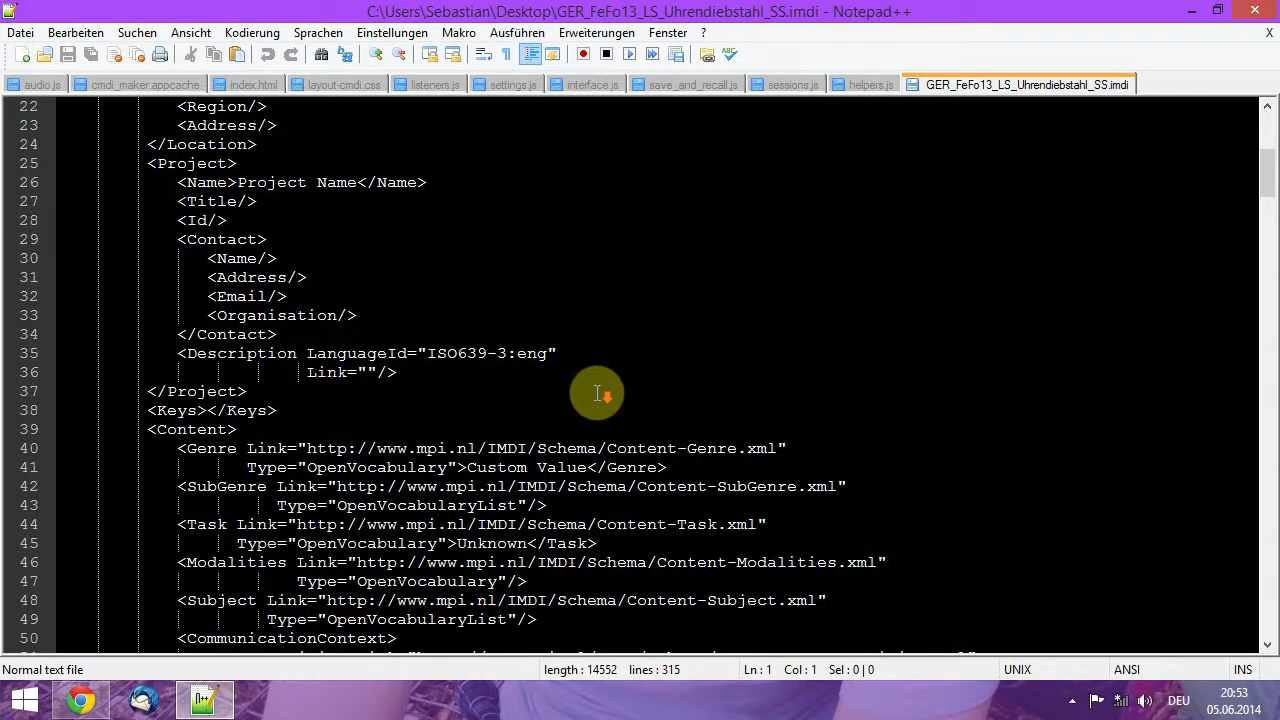 C:\Users\Sebastian\Desktop\GER_FeFo13_LS_Uhrendiebstahl_SS.imdi - Notepad++
Datei Bearbeiten Suchen Ansicht Kodierung Sprachen Einstellungen Makro Ausführen Erweiterungen Fenster ? X
audio.js cmdi_maker.appcache index.html layout-cmdi.css listeners.js settings.js interface.js save_and_recall.js sessions.js helpers.js GER_FeFo13_LS_Uhrendiebstahl_SS.imdi
22 <Region/>
23 <Address/>
24 </Location>
25 <Project>
26 <Name>Project Name</Name>
27 <Title/>
28 <Id/>
29 <Contact>
30 <Name/>
31 <Address/>
32 <Email/>
33 <Organisation/>
34 </Contact>
35 <Description LanguageId="ISO639-3:eng"
36 Link=""/>
37 </Project>
38 <Keys></Keys>
39 <Content>
40 <Genre Link="http://www.mpi.nl/IMDI/Schema/Content-Genre.xml"
41 Type="OpenVocabulary">Custom Value</Genre>
42 <SubGenre Link="http://www.mpi.nl/IMDI/Schema/Content-SubGenre.xml"
43 Type="OpenVocabularyList"/>
44 <Task Link="http://www.mpi.nl/IMDI/Schema/Content-Task.xml"
45 Type="OpenVocabulary">Unknown</Task>
46 <Modalities Link="http://www.mpi.nl/IMDI/Schema/Content-Modalities.xml"
47 Type="OpenVocabulary"/>
48 <Subject Link="http://www.mpi.nl/IMDI/Schema/Content-Subject.xml"
49 Type="OpenVocabularyList"/>
50 <CommunicationContext>
Normal text file length : 14552 lines : 315 Ln : 1 Col : 1 Sel : 0 | 0 UNIX ANSI INS
DEU 20:53
05.06.2014